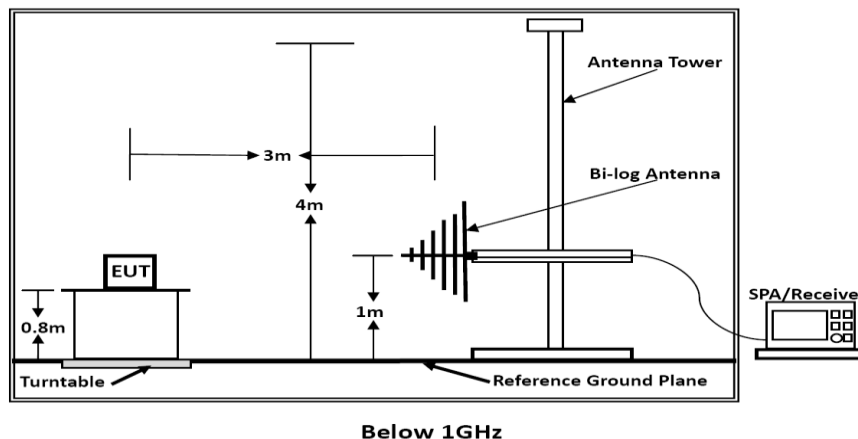 Antenna Tower
3m
Bi-log Antenna
4m
EUT
0.8m
1m
SPA/Receive
Turntable
Reference Ground Plane
Below 1GHz